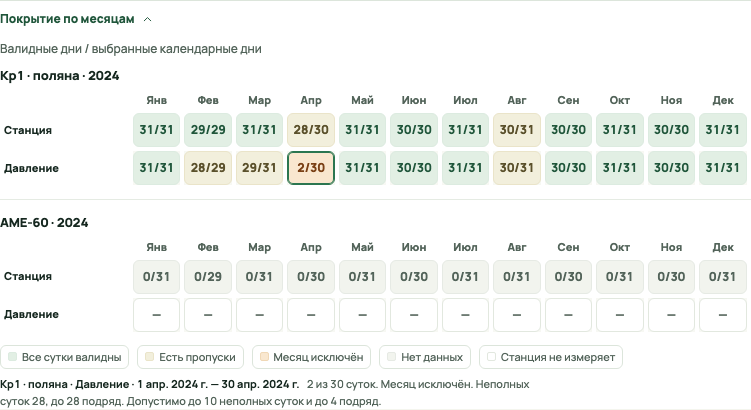 Покрытие по месяцам
Валидные дни / выбранные календарные дни
Кр1 · поляна · 2024
Янв Фев Мар Апр Май Июн Июл Авг Сен Окт Ноя Дек
Станция 31/31 29/29 31/31 28/30 31/31 30/30 31/31 30/31 30/30 31/31 30/30 31/31
Давление 31/31 28/29 29/31 2/30 31/31 30/30 31/31 30/31 30/30 31/31 30/30 31/31
АМЕ-60 · 2024
Янв Фев Мар Апр Май Июн Июл Авг Сен Окт Ноя Дек
Станция 0/31 0/29 0/31 0/30 0/31 0/30 0/31 0/31 0/30 0/31 0/30 0/31
Давление — — — — — — — — — — — —
Все сутки валидны Есть пропуски Месяц исключён Нет данных Станция не измеряет
Кр1 · поляна · Давление · 1 апр. 2024 г. — 30 апр. 2024 г. 2 из 30 суток. Месяц исключён. Неполных
суток 28, до 28 подряд. Допустимо до 10 неполных суток и до 4 подряд.